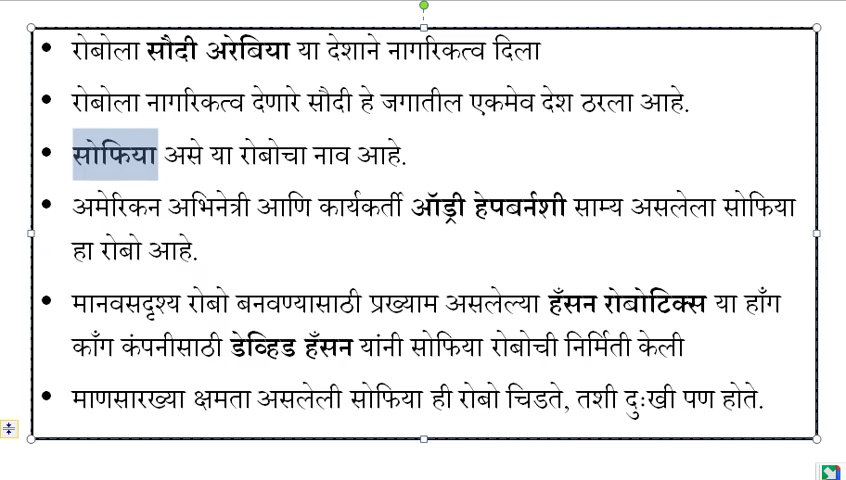 • रोबोला सौदी अरेबिया या देशाने नागरिकत्व दिला
• रोबोला नागरिकत्व देणारे सौदी हे जगातील एकमेव देश ठरला आहे.
• सोफिया असे या रोबोचा नाव आहे.
• अमेरिकन अभिनेत्री आणि कार्यकर्ती ऑड्री हेपबर्नशी साम्य असलेला सोफिया
हा रोबो आहे.
• मानवसदृश्य रोबो बनवण्यासाठी प्रख्याम असलेल्या हँसन रोबोटिक्स या हाँग
काँग कंपनीसाठी डेव्हिड हँसन यांनी सोफिया रोबोची निर्मिती केली
• माणसारख्या क्षमता असलेली सोफिया ही रोबो चिडते, तशी दुःखी पण होते.